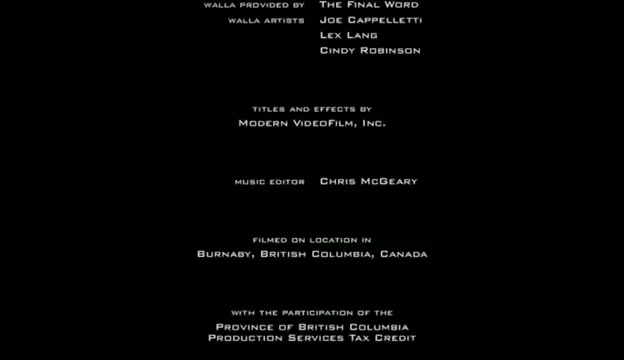 WALLA PROVIDED BY THE FINAL WORD
WALLA ARTISTS JOE CAPPELLETTI
LEX LANG
CINDY ROBINSON
TITLES AND EFFECTS BY
MODERN VIDEOFILM, INC.
MUSIC EDITOR CHRIS MCGEARY
FILMED ON LOCATION IN
BURNABY, BRITISH COLUMBIA, CANADA
WITH THE PARTICIPATION OF THE
PROVINCE OF BRITISH COLUMBIA
PRODUCTION SERVICES TAX CREDIT